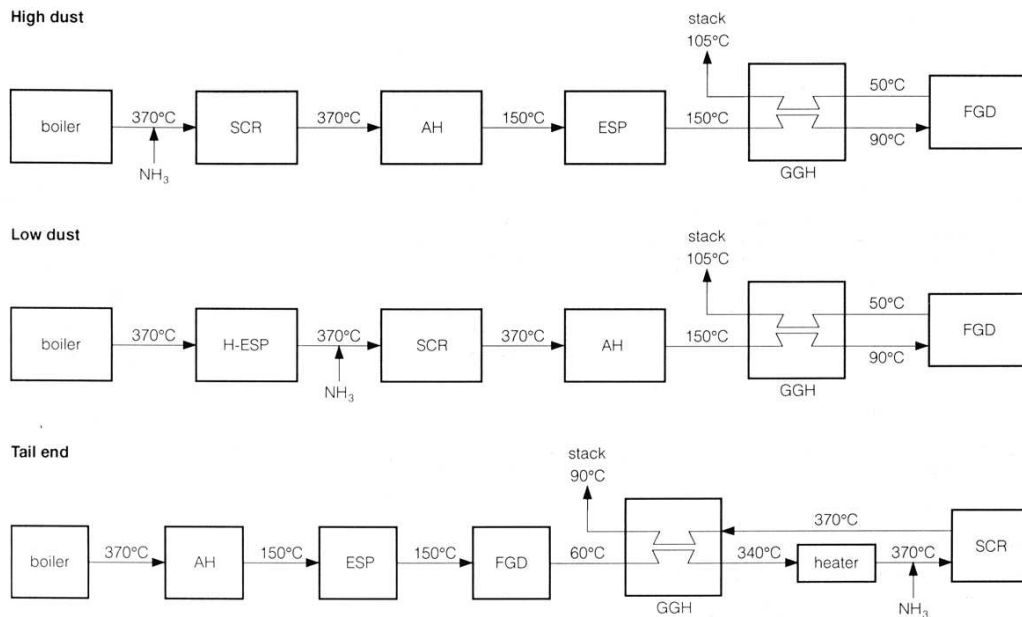 High dust
stack
105°C
boiler
370°C
NH₃
SCR
370°C
AH
150°C
ESP
150°C
GGH
50°C
90°C
FGD
Low dust
stack
105°C
boiler
370°C
H-ESP
370°C
NH₃
SCR
370°C
AH
150°C
GGH
50°C
90°C
FGD
Tail end
stack
90°C
boiler
370°C
AH
150°C
ESP
150°C
FGD
60°C
GGH
370°C
340°C
heater
370°C
NH₃
SCR